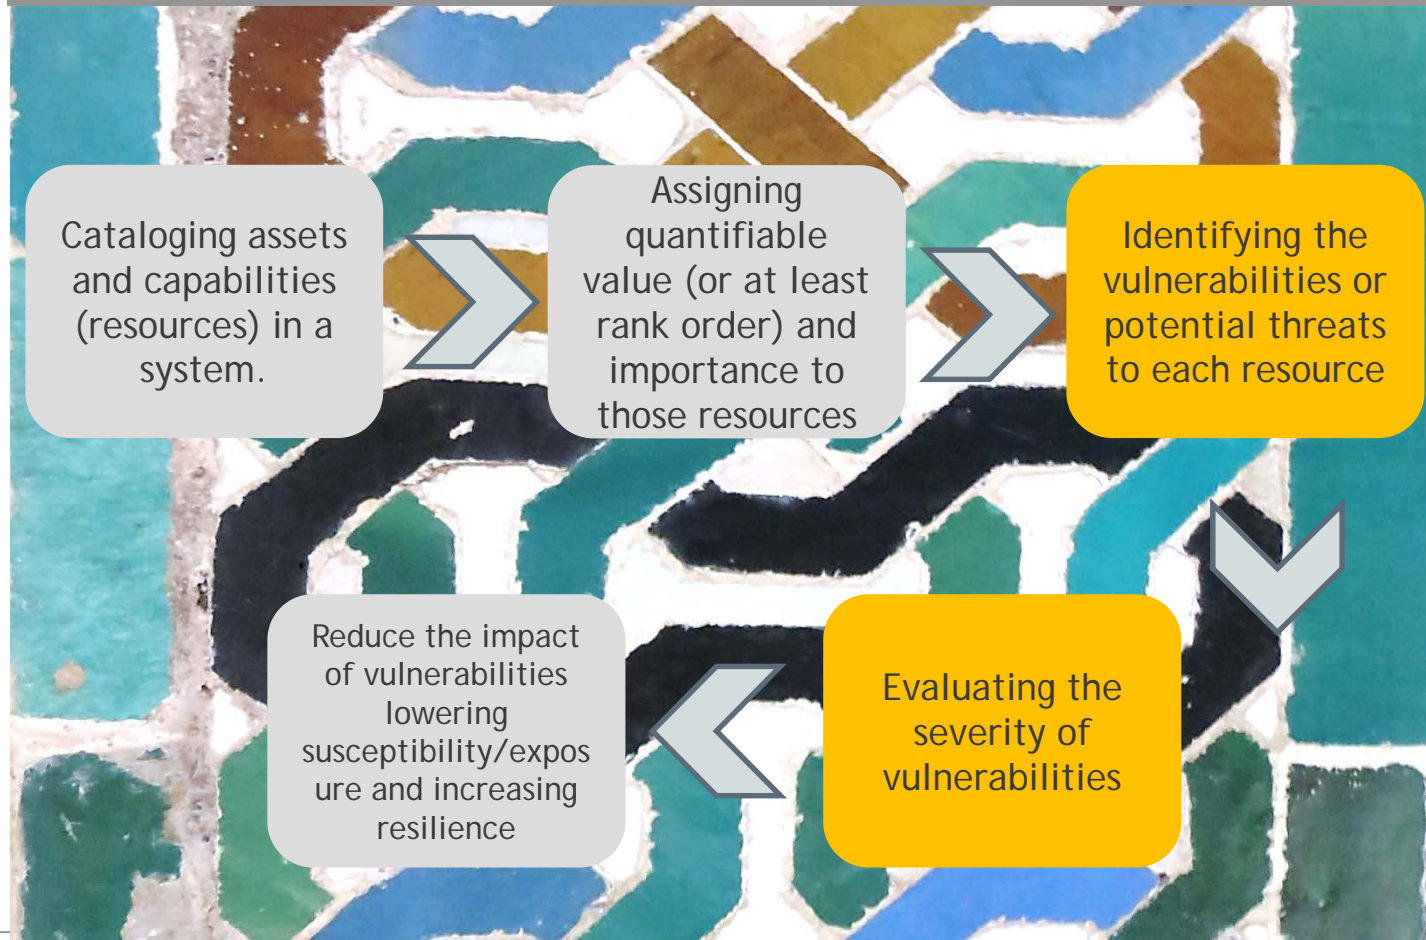 Cataloging assets
and capabilities
(resources) in a
system.
Assigning
quantifiable
value (or at least
rank order) and
importance to
those resources
Identifying the
vulnerabilities or
potential threats
to each resource
Evaluating the
severity of
vulnerabilities
Reduce the impact
of vulnerabilities
lowering
susceptibility/expos
ure and increasing
resilience